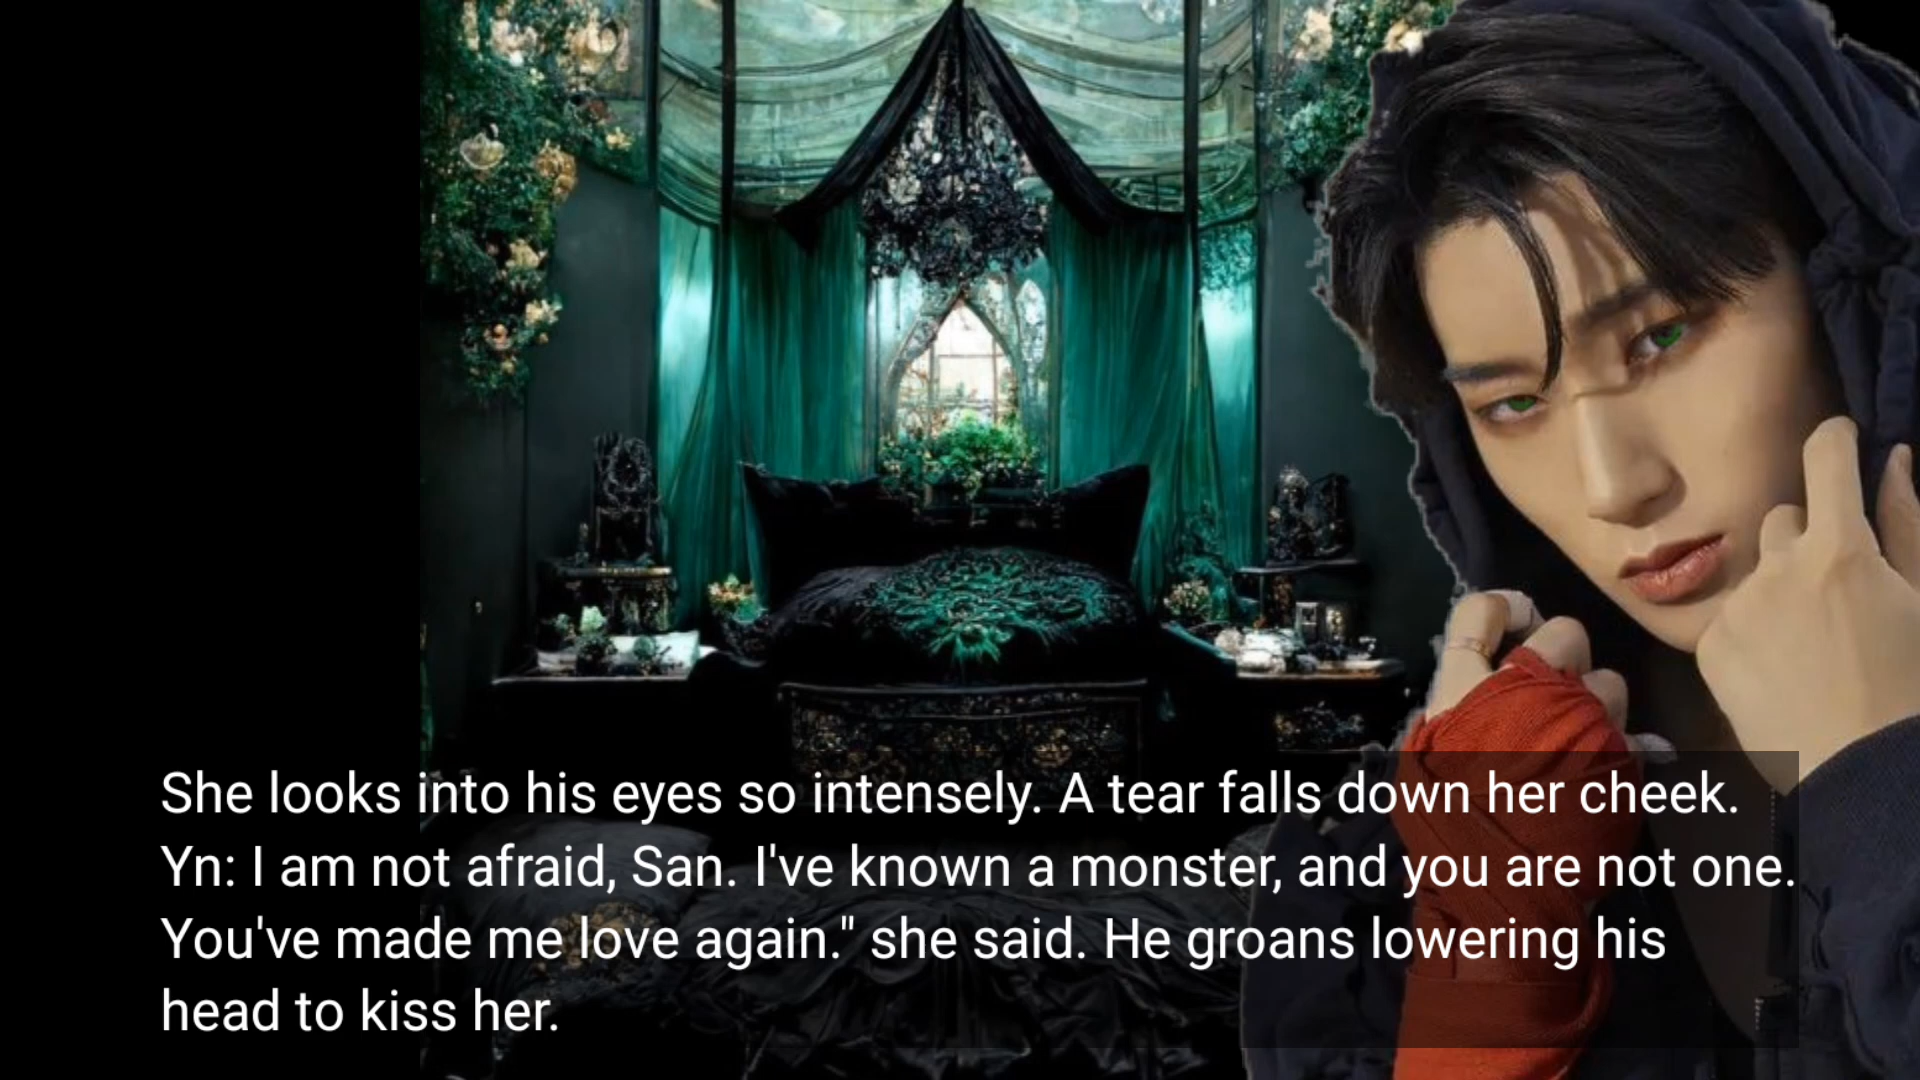 She looks into his eyes so intensely. A tear falls down her cheek.
Yn: I am not afraid, San. I've known a monster, and you are not one.
You've made me love again." she said. He groans lowering his
head to kiss her.